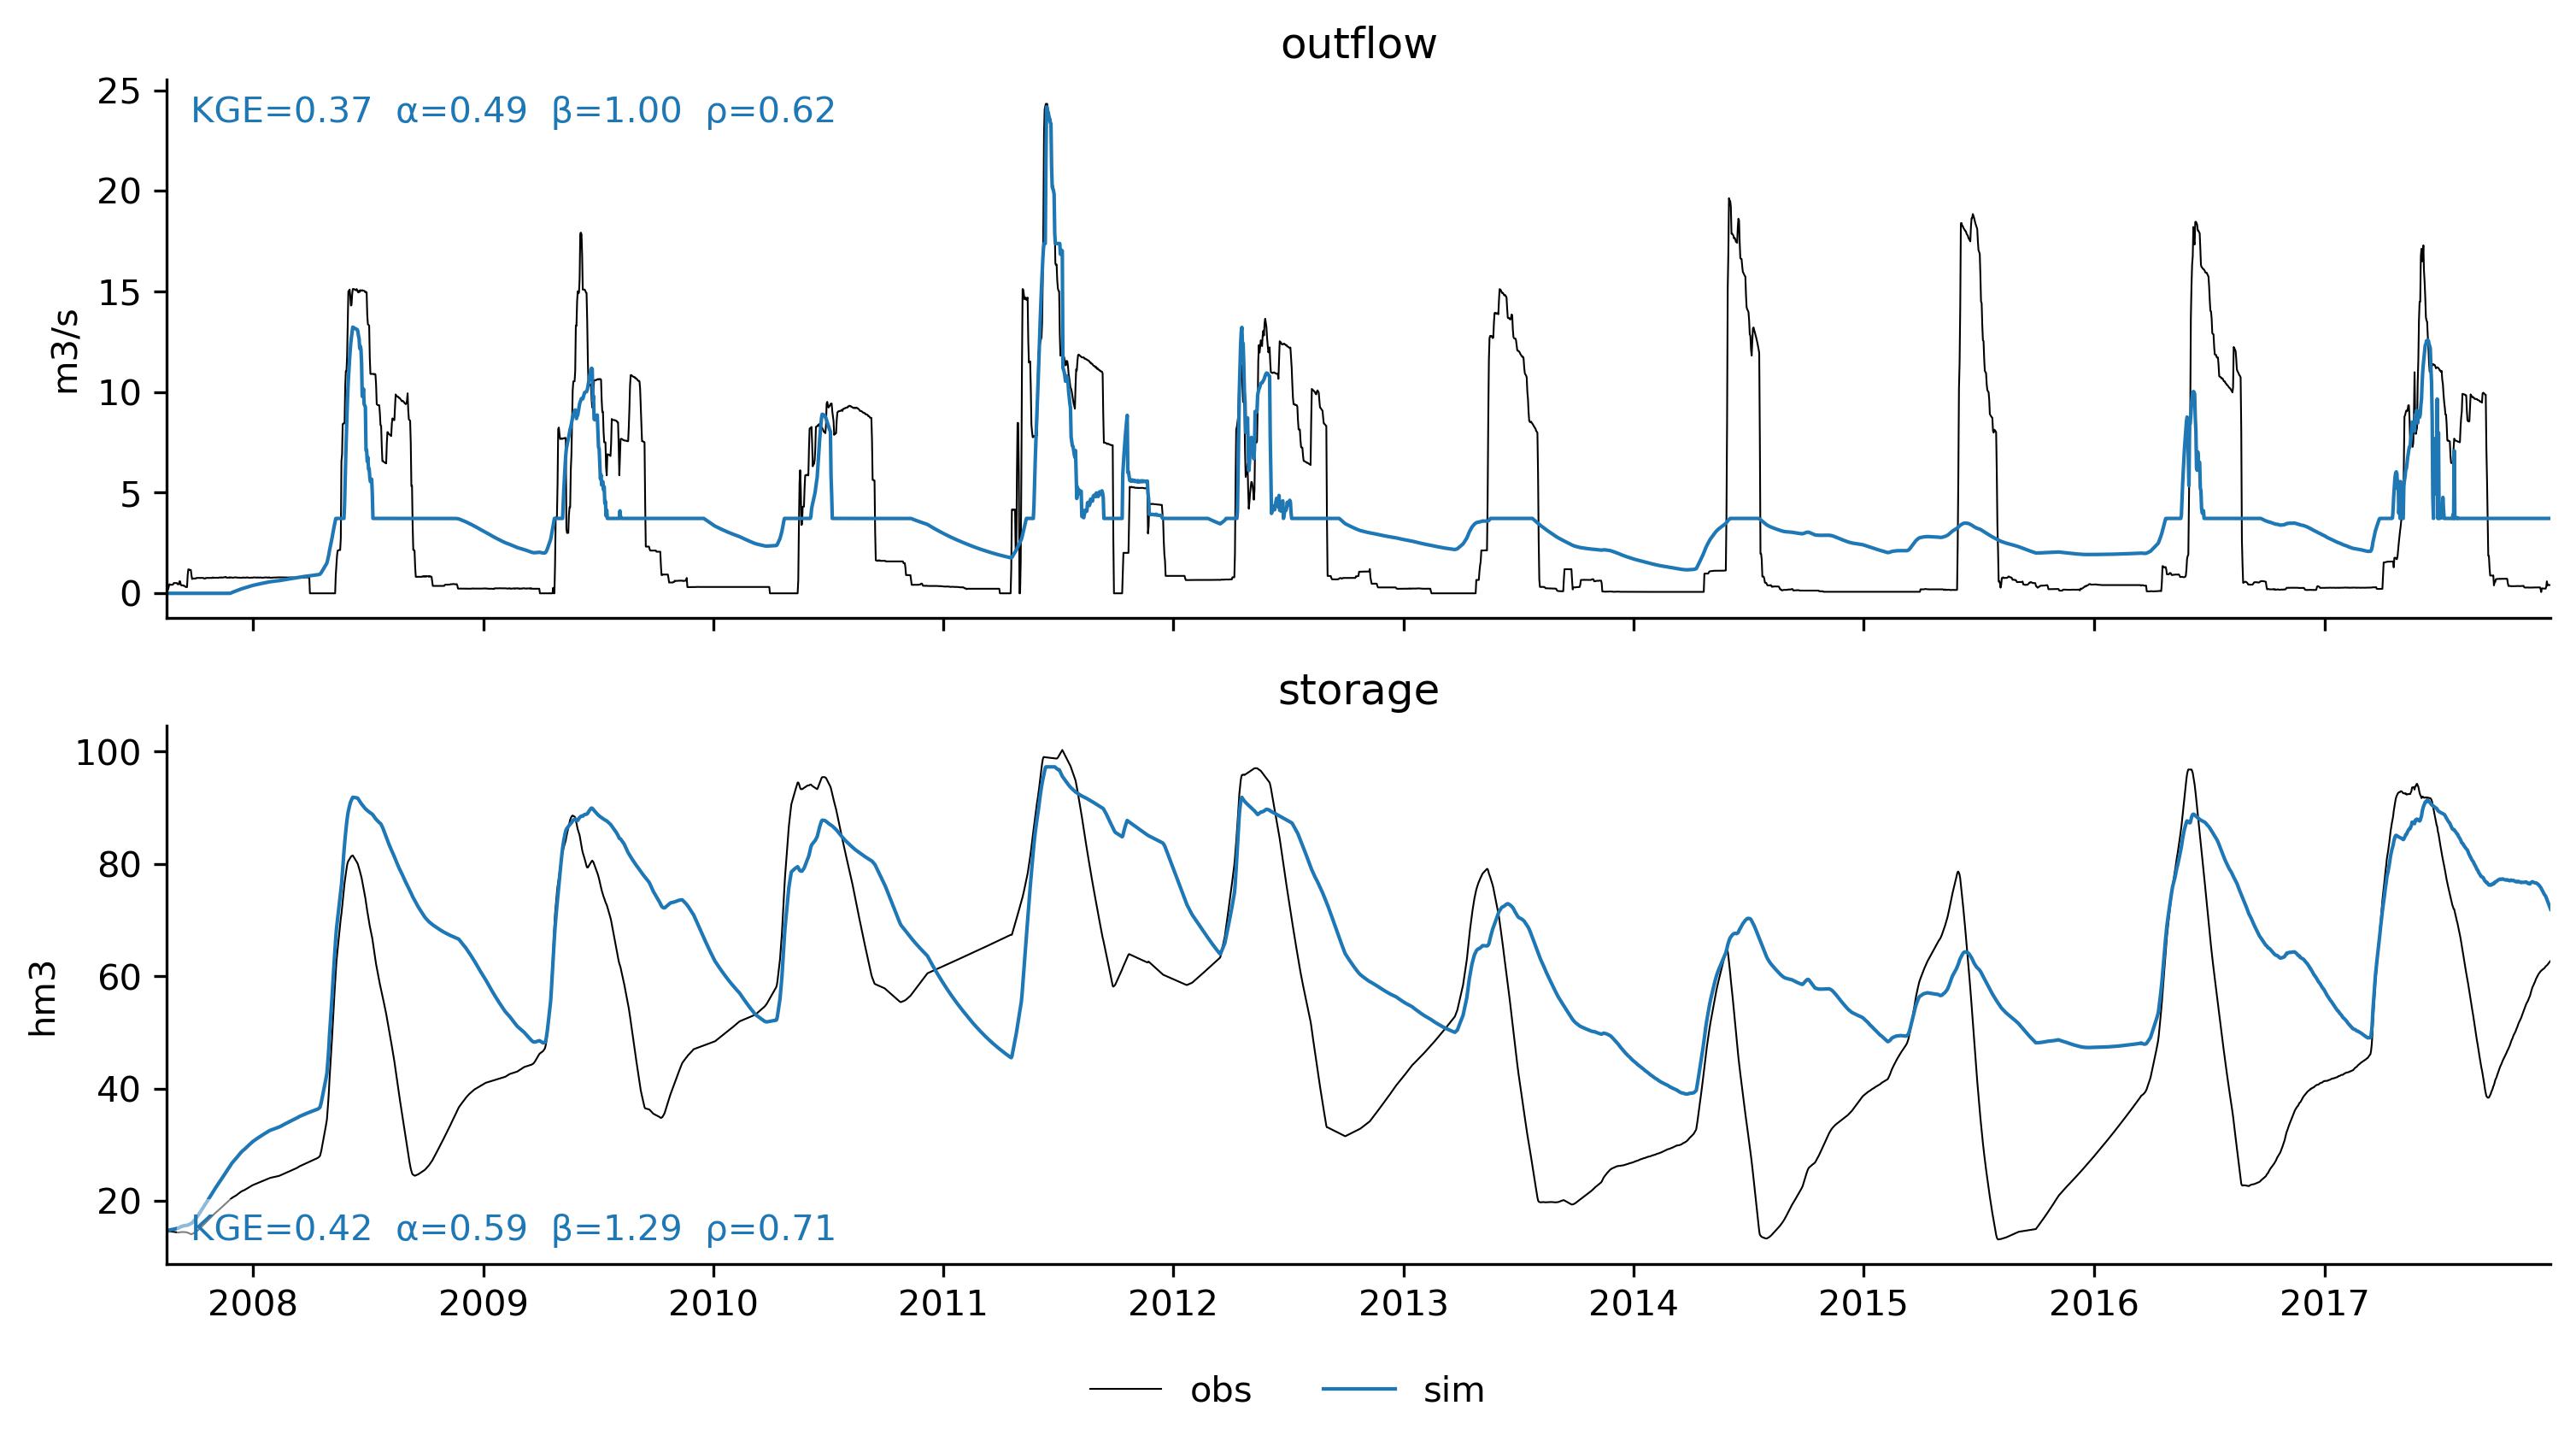 outflow
25
KGE=0.37 α=0.49 β=1.00 ρ=0.62
20
15
m3/s
10
5
0
storage
100
80
60
hm3
40
20
KGE=0.42 α=0.59 β=1.29 ρ=0.71
2008 2009 2010 2011 2012 2013 2014 2015 2016 2017
obs sim